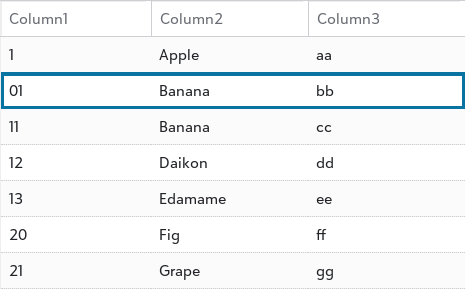 Column1 Column2 Column3
1 Apple aa
01 Banana bb
11 Banana cc
12 Daikon dd
13 Edamame ee
20 Fig ff
21 Grape gg